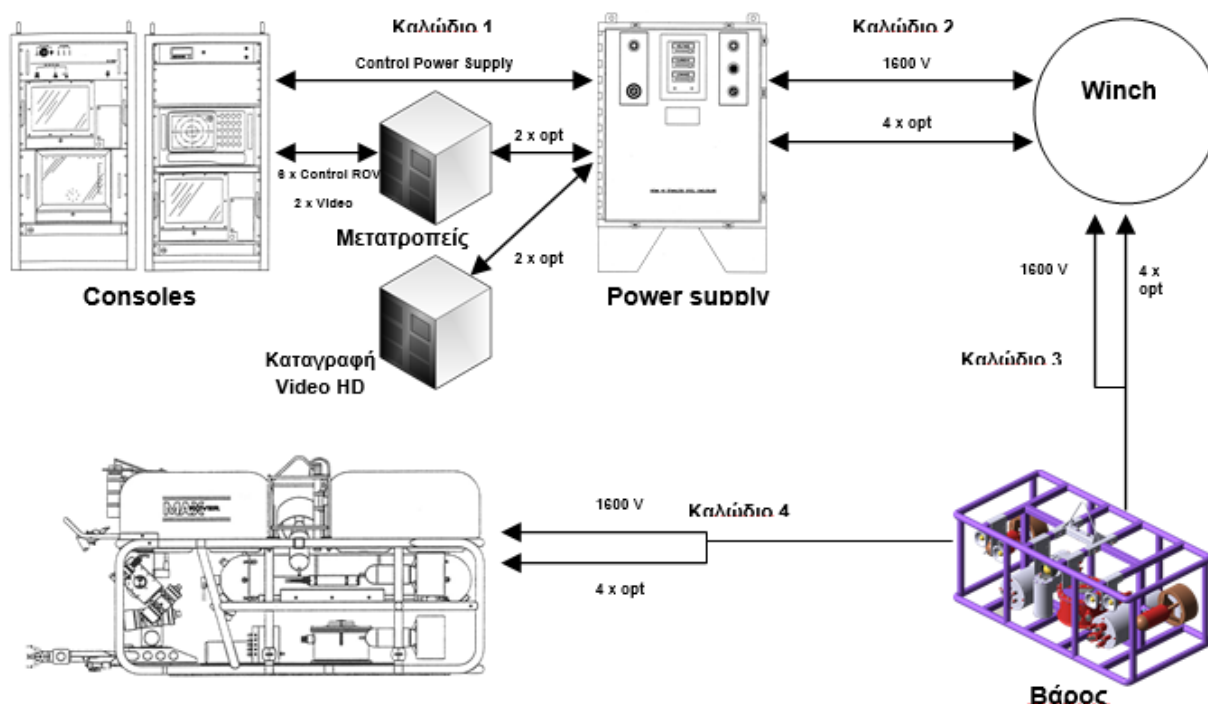 Καλώδιο 1
Καλώδιο 2
Control Power Supply
1600 V
Winch
2 x opt
4 x opt
6 x Control ROV
2 x Video
Μετατροπείς
2 x opt
1600 V
4 x
opt
Consoles
Power supply
Καταγραφή
Video HD
Καλώδιο 3
MAX ROVER
1600 V
Καλώδιο 4
4 x opt
Βάρος